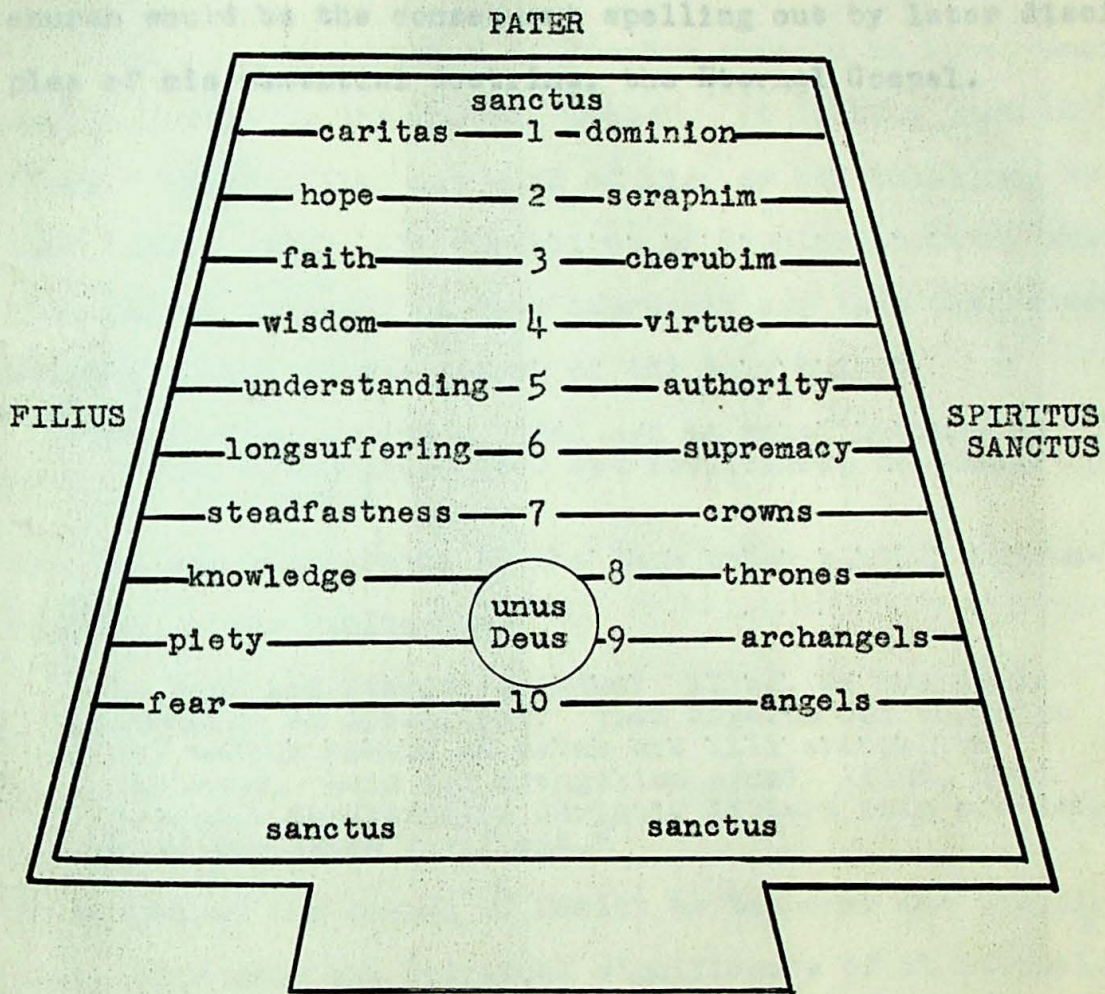 PATER
sanctus
caritas 1 dominion
hope 2 seraphim
faith 3 cherubim
wisdom 4 virtue
understanding 5 authority
FILIUS
SPIRITUS
SANCTUS
longsuffering 6 supremacy
steadfastness 7 crowns
knowledge 8 thrones
unus
Deus
piety 9 archangels
fear 10 angels
sanctus sanctus